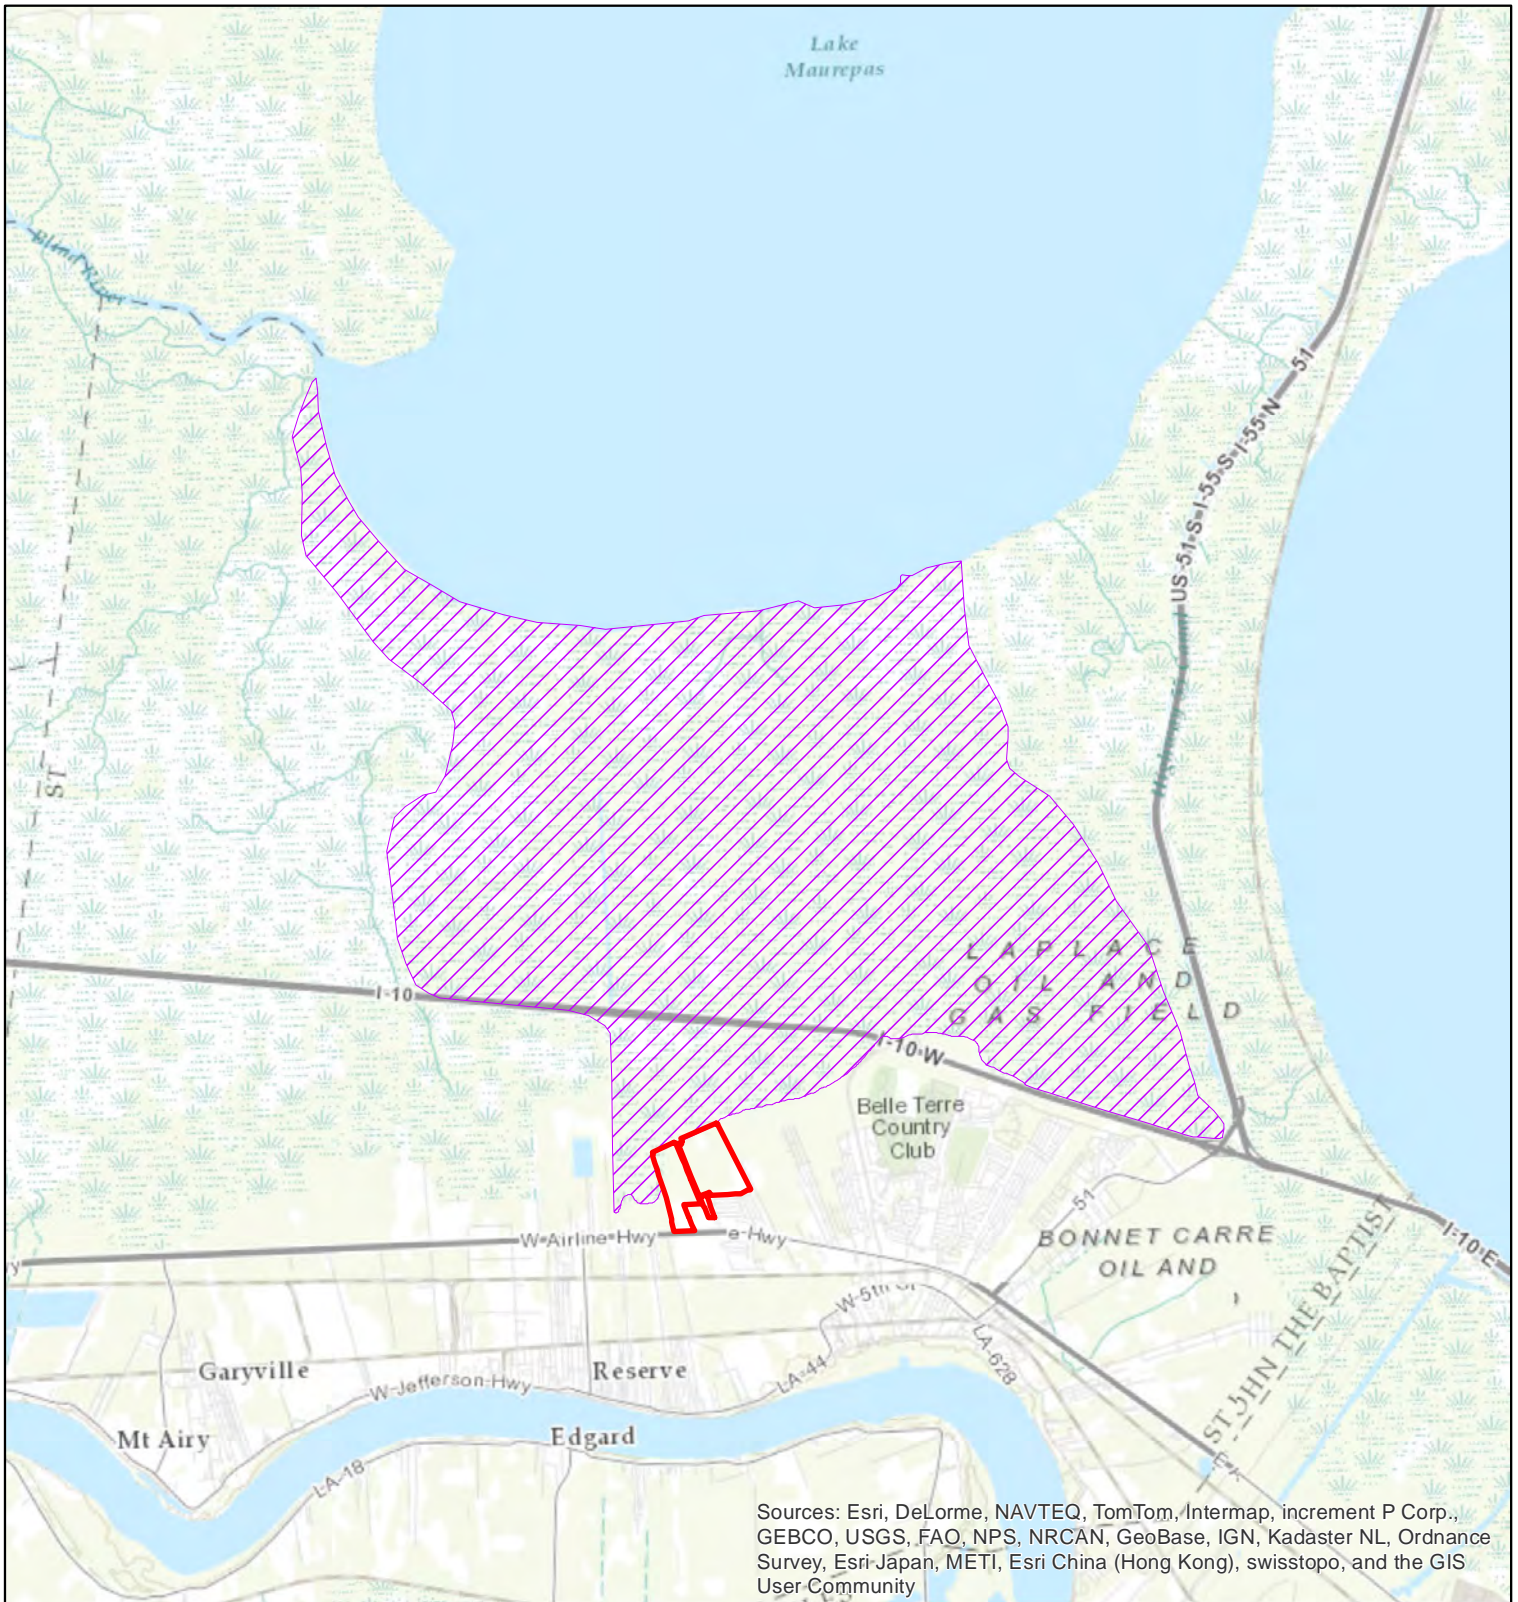 Lake
Maurepas
Blind River
51
US-51-S-I-55-S-I-55-N
ST
LAPLACE
OIL AND
GAS FIELD
I-10
I-10-W
Belle Terre
Country
Club
51
W-Airline-Hwy
e-Hwy
BONNET CARRE
OIL AND
I-10-E
ST JOHN THE BAPTIST
W-5th
LA-628
LA-44
Garyville
Reserve
W-Jefferson-Hwy
Mt Airy
Edgard
LA-18
Sources: Esri, DeLorme, NAVTEQ, TomTom, Intermap, increment P Corp.,
GEBCO, USGS, FAO, NPS, NRCAN, GeoBase, IGN, Kadaster NL, Ordnance
Survey, Esri Japan, METI, Esri China (Hong Kong), swisstopo, and the GIS
User Community